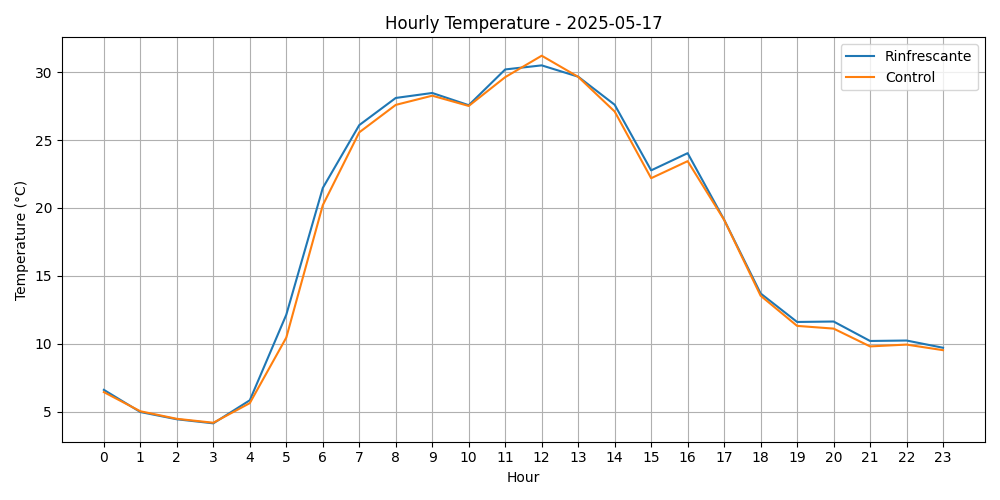 Hourly Temperature - 2025-05-17
Rinfrescante
Control
Temperature (°C)
30
25
20
15
10
5
0 1 2 3 4 5 6 7 8 9 10 11 12 13 14 15 16 17 18 19 20 21 22 23
Hour